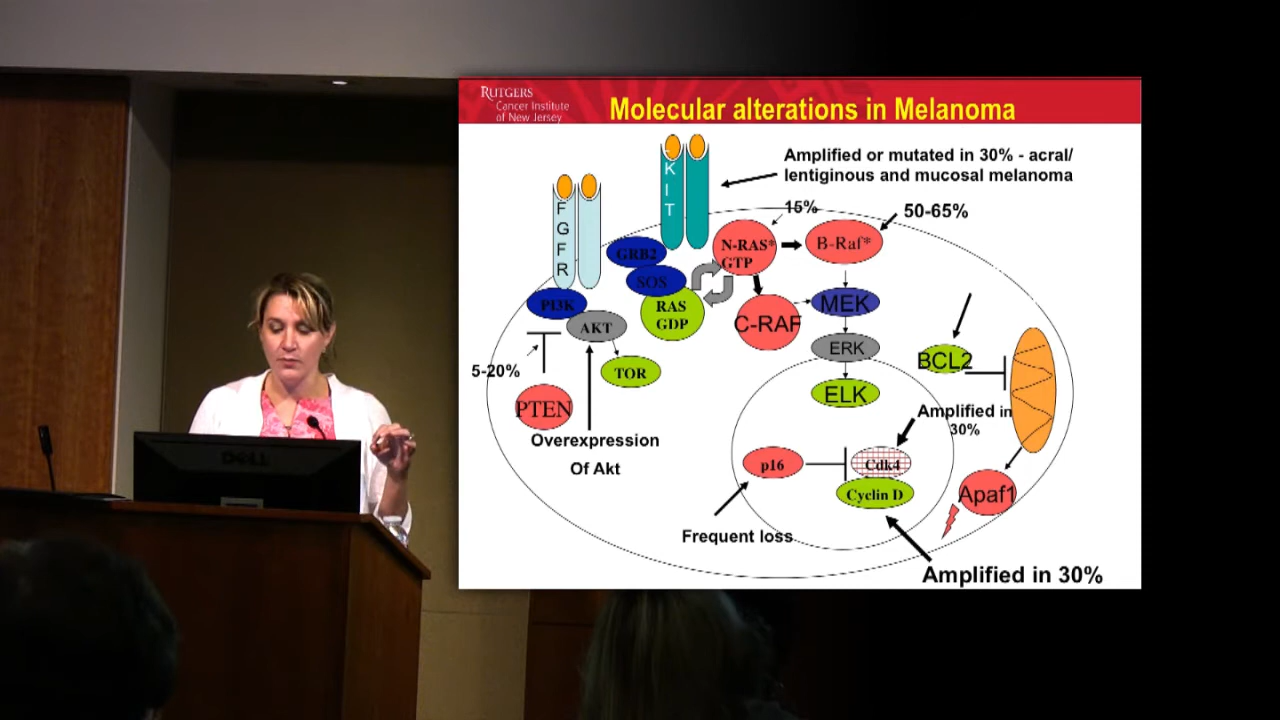 RUTGERS
Cancer Institute
of New Jersey
Molecular alterations in Melanoma
KIT
Amplified or mutated in 30% - acral/
lentiginous and mucosal melanoma
FGFR
15%
50-65%
GRB2
N-RAS*
GTP
B-Raf*
SOS
PI3K
RAS
GDP
MEK
AKT
C-RAF
ERK
BCL2
5-20%
TOR
ELK
PTEN
Amplified in
30%
Overexpression
Of Akt
p16
Cdk4
Cyclin D
Apaf1
Frequent loss
Amplified in 30%
DELL